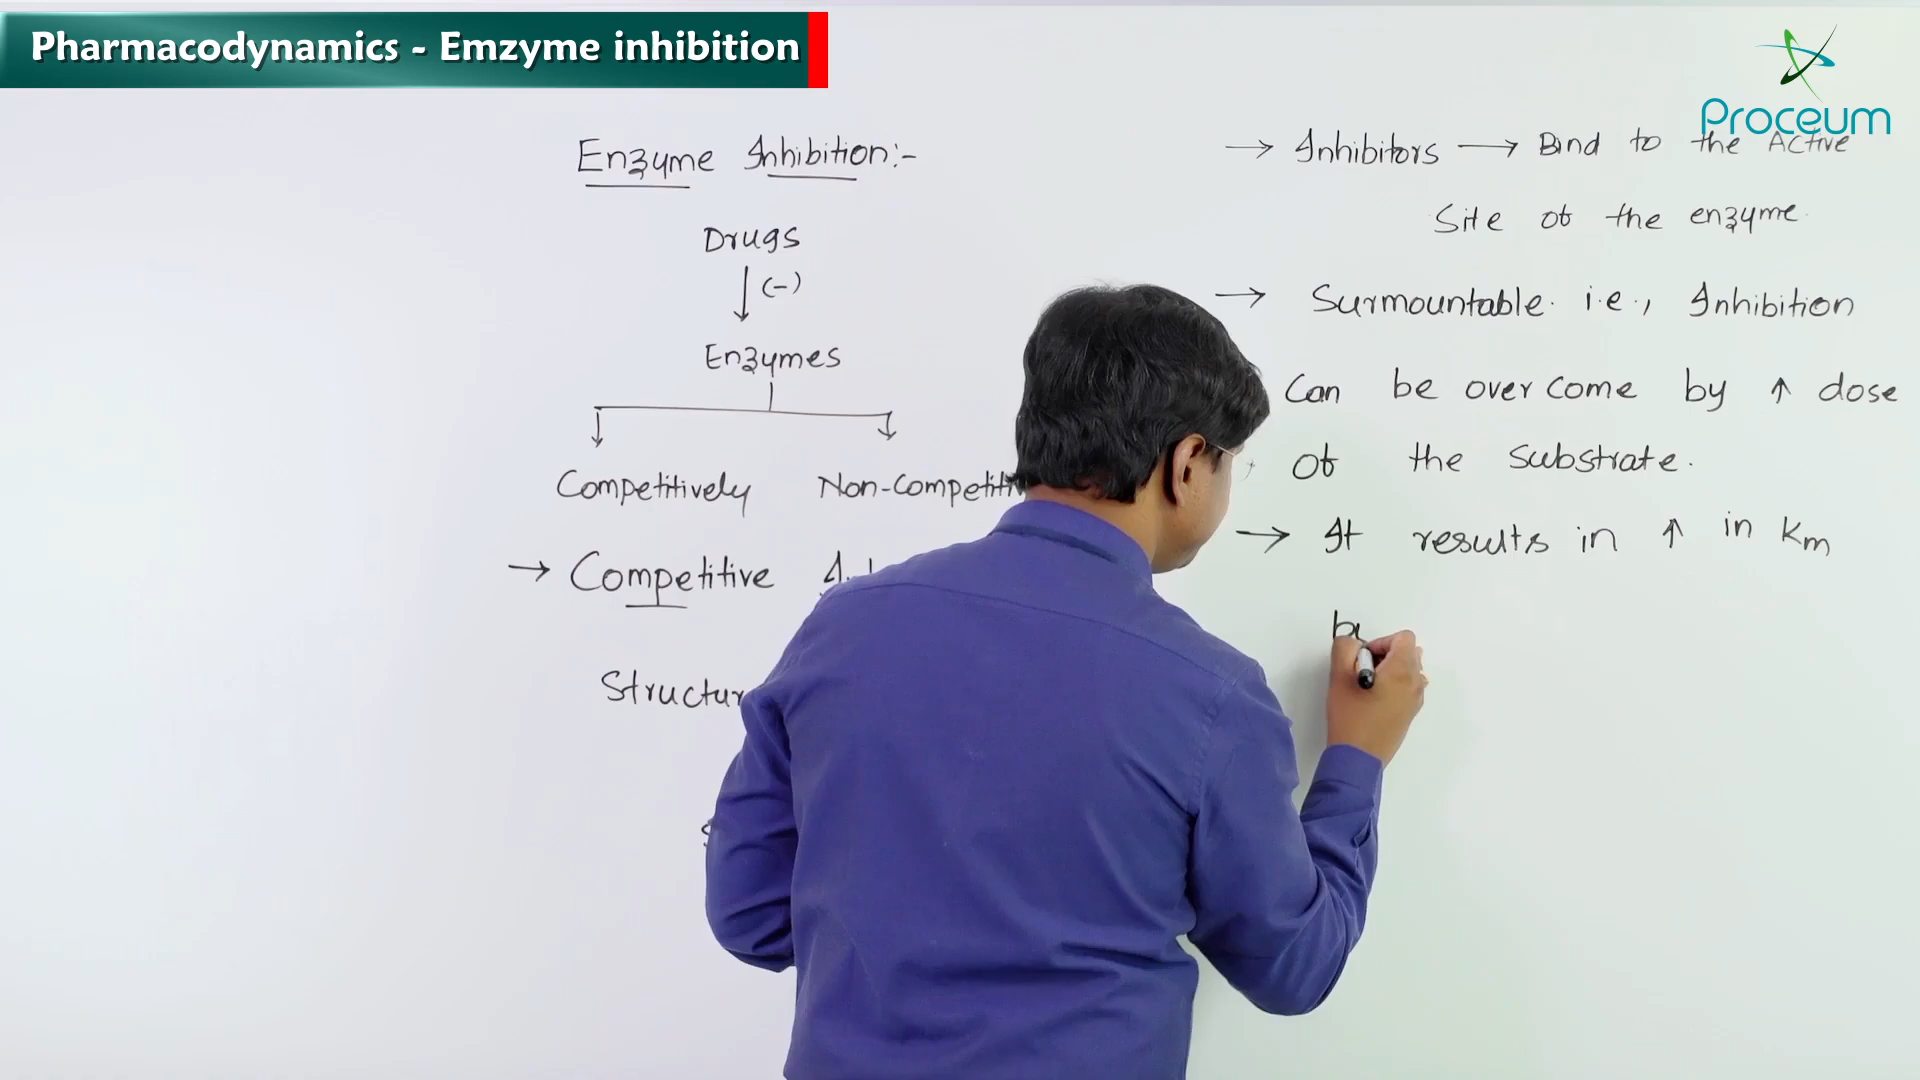 Pharmacodynamics - Emzyme inhibition
Proceum
Enzyme Inhibition:-
Drugs
(-)
Enzymes
Competitively Non-competiti
→ Competitive
Structur
→ Inhibitors → Bind to the Active
Site of the enzyme.
→ Surmountable. i.e., Inhibition
Can be over come by ↑ dose
of the substrate.
→ It results in ↑ in Km